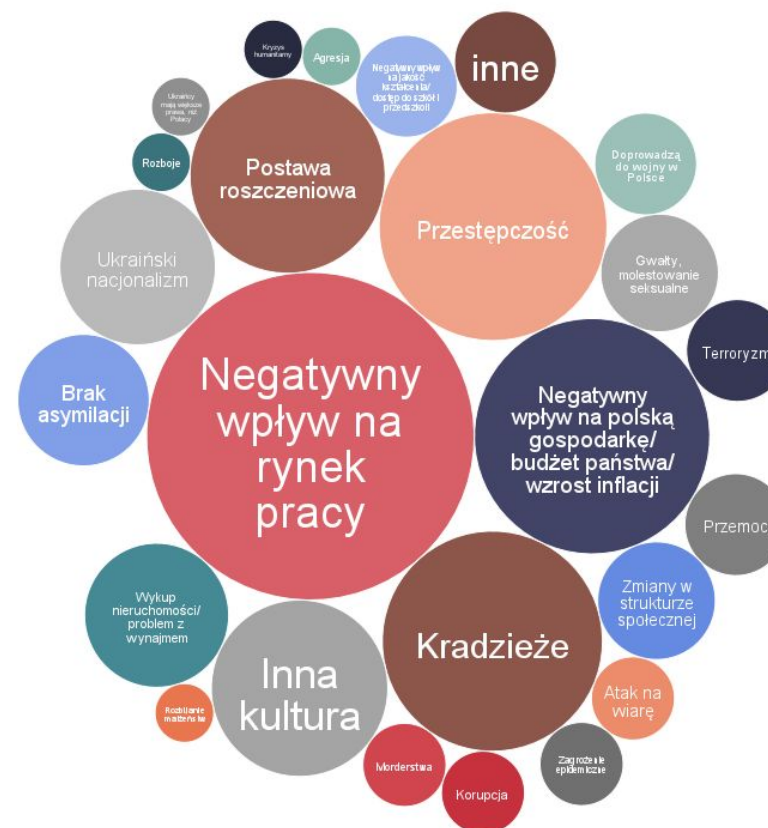 Kryzys
humanitarny
Agresja
Negatywny wpływ
na jakość
kształcenia/
dostęp do szkół i
przedszkoli
inne
Ukraińcy
mają większe
prawa, niż
Polacy
Rozboje
Postawa
roszczeniowa
Przestępczość
Doprowadzą
do wojny w
Polsce
Ukraiński
nacjonalizm
Gwałty,
molestowanie
seksualne
Terroryzm
Brak
asymilacji
Negatywny
wpływ na
rynek
pracy
Negatywny
wpływ na polską
gospodarkę/
budżet państwa/
wzrost inflacji
Przemoc
Wykup
nieruchomości/
problem z
wynajmem
Zmiany w
strukturze
społecznej
Inna
kultura
Kradzieże
Atak na
wiarę
Rozbijanie
małżeństw
Morderstwa
Korupcja
Zagrożenie
epidemiczne